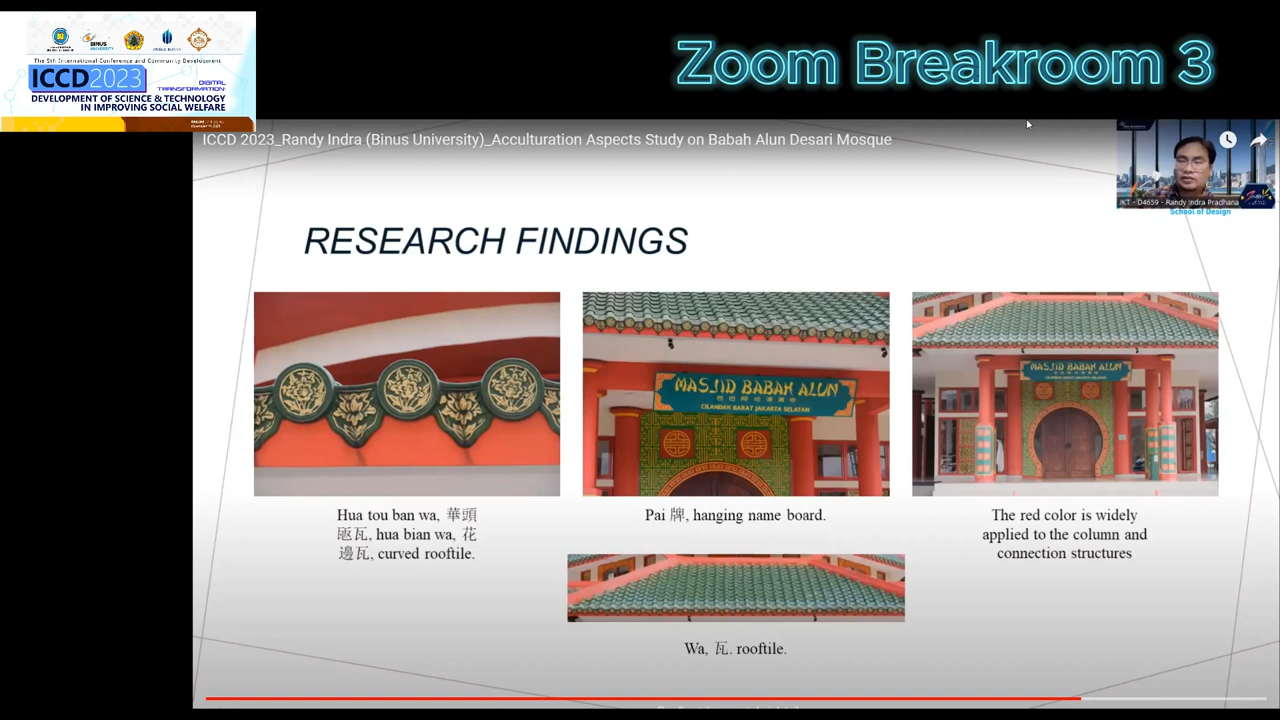 Zoom Breakroom 3
BINUS UNIVERSITY
The 5th International Conference and Community Development
ICCD2023
DIGITAL
TRANSFORMATION:
DEVELOPMENT OF SCIENCE & TECHNOLOGY
IN IMPROVING SOCIAL WELFARE
ICCD 2023_Randy Indra (Binus University)_Acculturation Aspects Study on Babah Alun Desari Mosque
JKT - D4659 - Randy Indra Pradhana
School of Design
RESEARCH FINDINGS
MASJID BABAH ALUN
CILANDAK BARAT JAKARTA SELATAN
MASJID BABAH ALUN
Hua tou ban wa, 華頭
瓪瓦, hua bian wa, 花
邊瓦, curved rooftile.
Pai 牌, hanging name board.
The red color is widely
applied to the column and
connection structures
Wa, 瓦. rooftile.